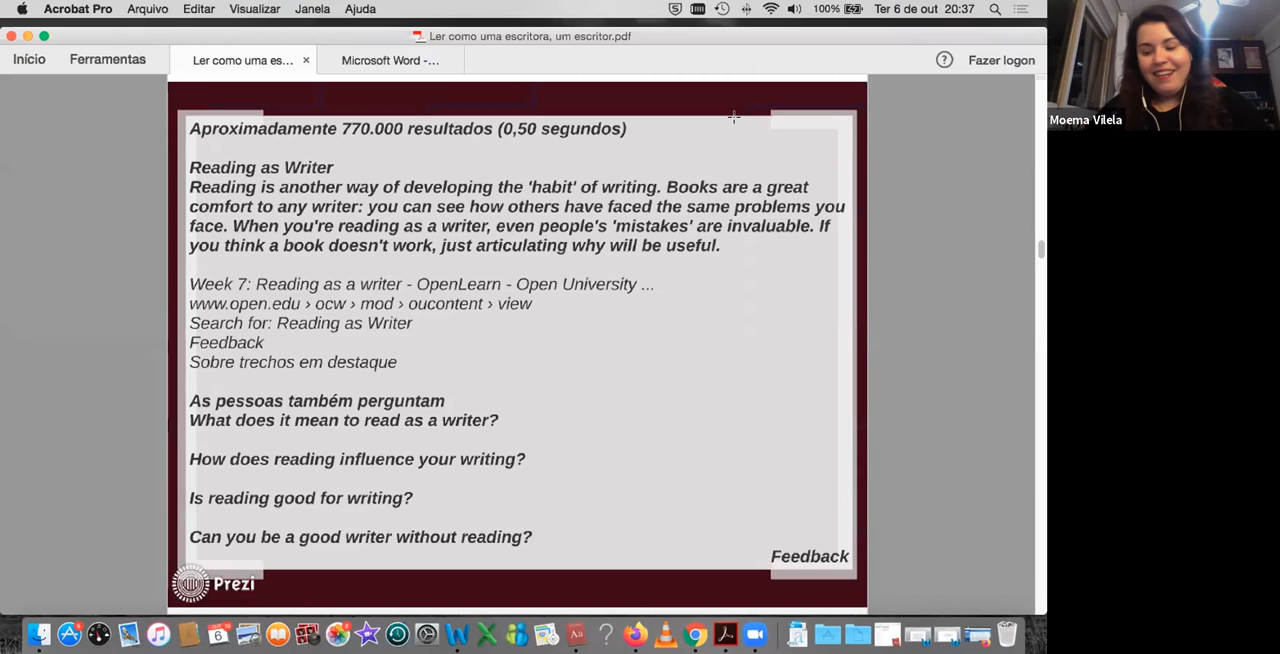 Acrobat Pro Arquivo Editar Visualizar Janela Ajuda 100% Ter 6 de out 20:37
Ler como uma escritora, um escritor.pdf
Início Ferramentas Ler como uma es... × Microsoft Word -... ? Fazer logon
Moema Vilela
Aproximadamente 770.000 resultados (0,50 segundos)
Reading as Writer
Reading is another way of developing the 'habit' of writing. Books are a great
comfort to any writer: you can see how others have faced the same problems you
face. When you're reading as a writer, even people's 'mistakes' are invaluable. If
you think a book doesn't work, just articulating why will be useful.
Week 7: Reading as a writer - OpenLearn - Open University ...
www.open.edu › ocw › mod › oucontent › view
Search for: Reading as Writer
Feedback
Sobre trechos em destaque
As pessoas também perguntam
What does it mean to read as a writer?
How does reading influence your writing?
Is reading good for writing?
Can you be a good writer without reading?
Feedback
Prezi